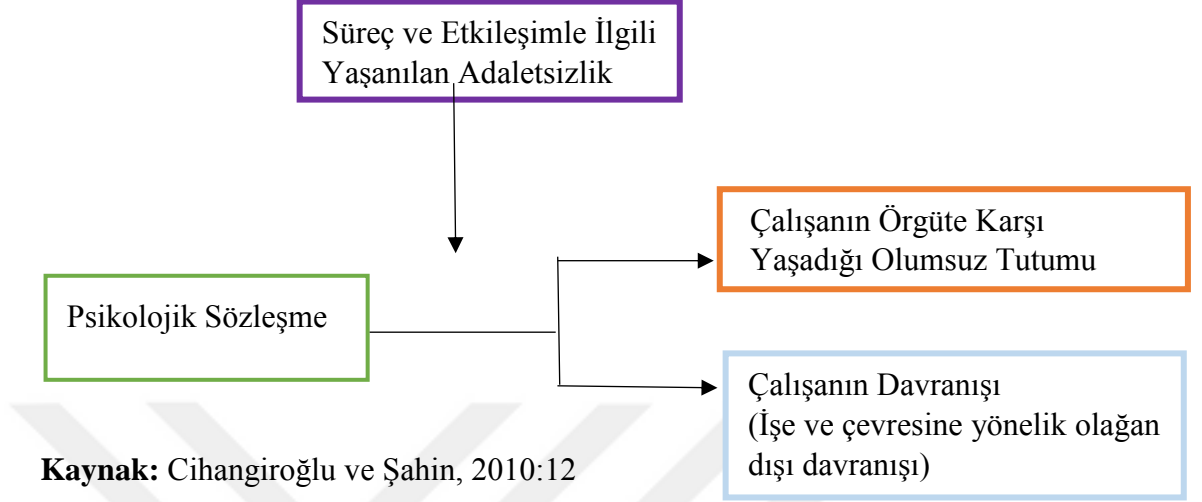 Süreç ve Etkileşimle İlgili
Yaşanılan Adaletsizlik
Çalışanın Örgüte Karşı
Yaşadığı Olumsuz Tutumu
Psikolojik Sözleşme
Çalışanın Davranışı
(İşe ve çevresine yönelik olağan
dışı davranışı)
Kaynak: Cihangiroğlu ve Şahin, 2010:12